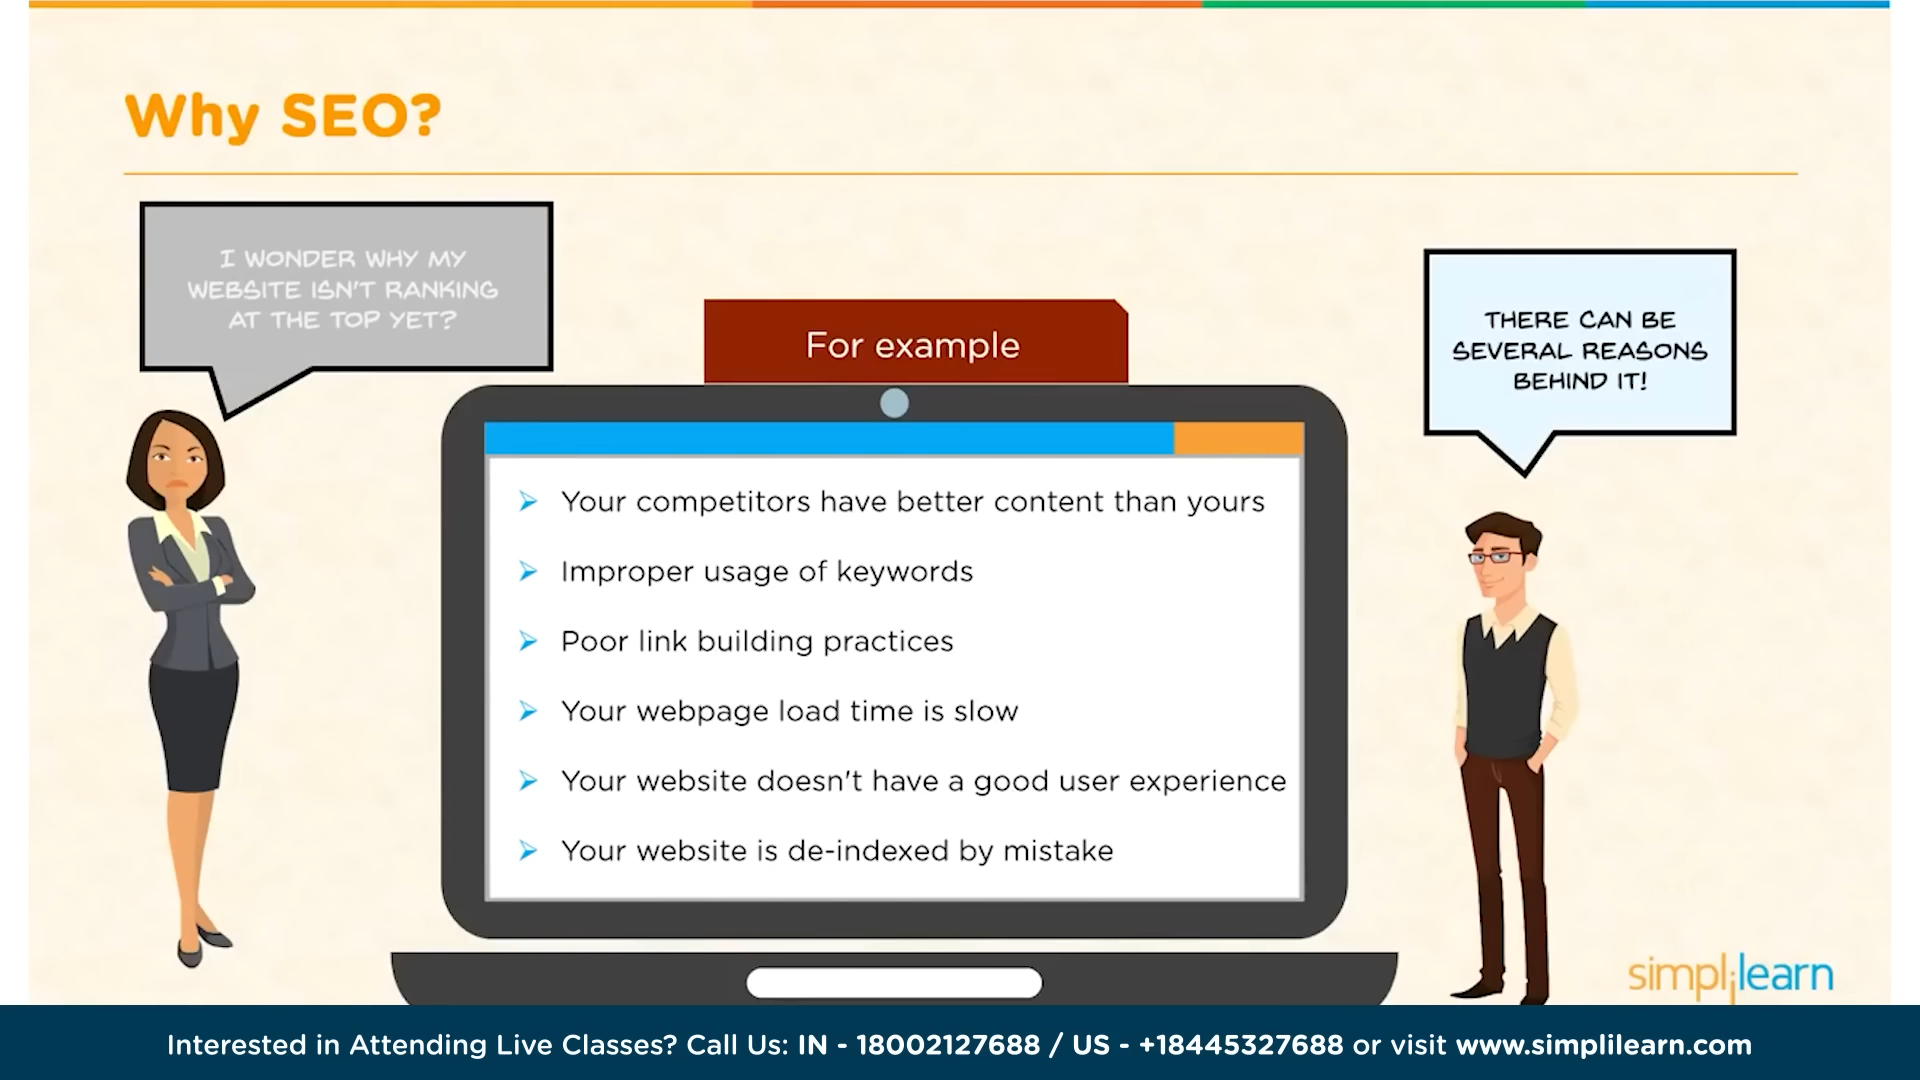 Why SEO?
I WONDER WHY MY
WEBSITE ISN'T RANKING
AT THE TOP YET?
THERE CAN BE
SEVERAL REASONS
BEHIND IT!
For example
Your competitors have better content than yours
Improper usage of keywords
Poor link building practices
Your webpage load time is slow
Your website doesn't have a good user experience
Your website is de-indexed by mistake
simplilearn
Interested in Attending Live Classes? Call Us: IN - 18002127688 / US - +18445327688 or visit www.simplilearn.com